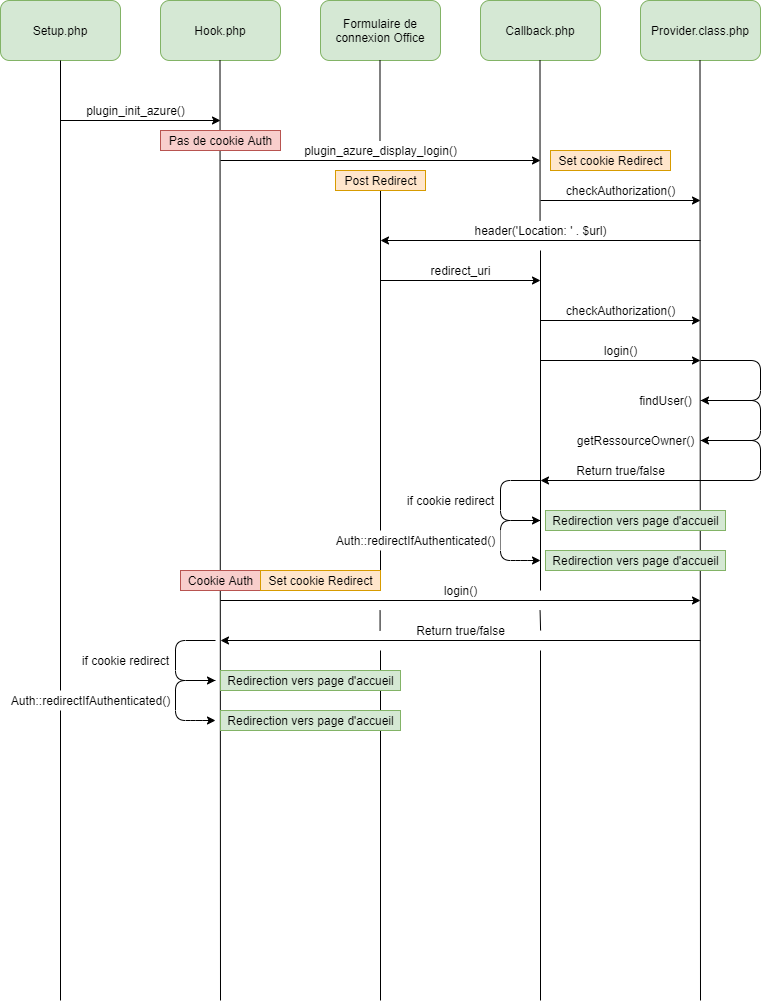 Setup.php
Hook.php
Formulaire de
connexion Office
Callback.php
Provider.class.php
plugin_init_azure()
Pas de cookie Auth
plugin_azure_display_login()
Set cookie Redirect
Post Redirect
checkAuthorization()
header('Location: ' . $url)
redirect_uri
checkAuthorization()
login()
findUser()
getRessourceOwner()
Return true/false
if cookie redirect
Redirection vers page d'accueil
Auth::redirectIfAuthenticated()
Redirection vers page d'accueil
Cookie Auth
Set cookie Redirect
login()
Return true/false
if cookie redirect
Redirection vers page d'accueil
Auth::redirectIfAuthenticated()
Redirection vers page d'accueil